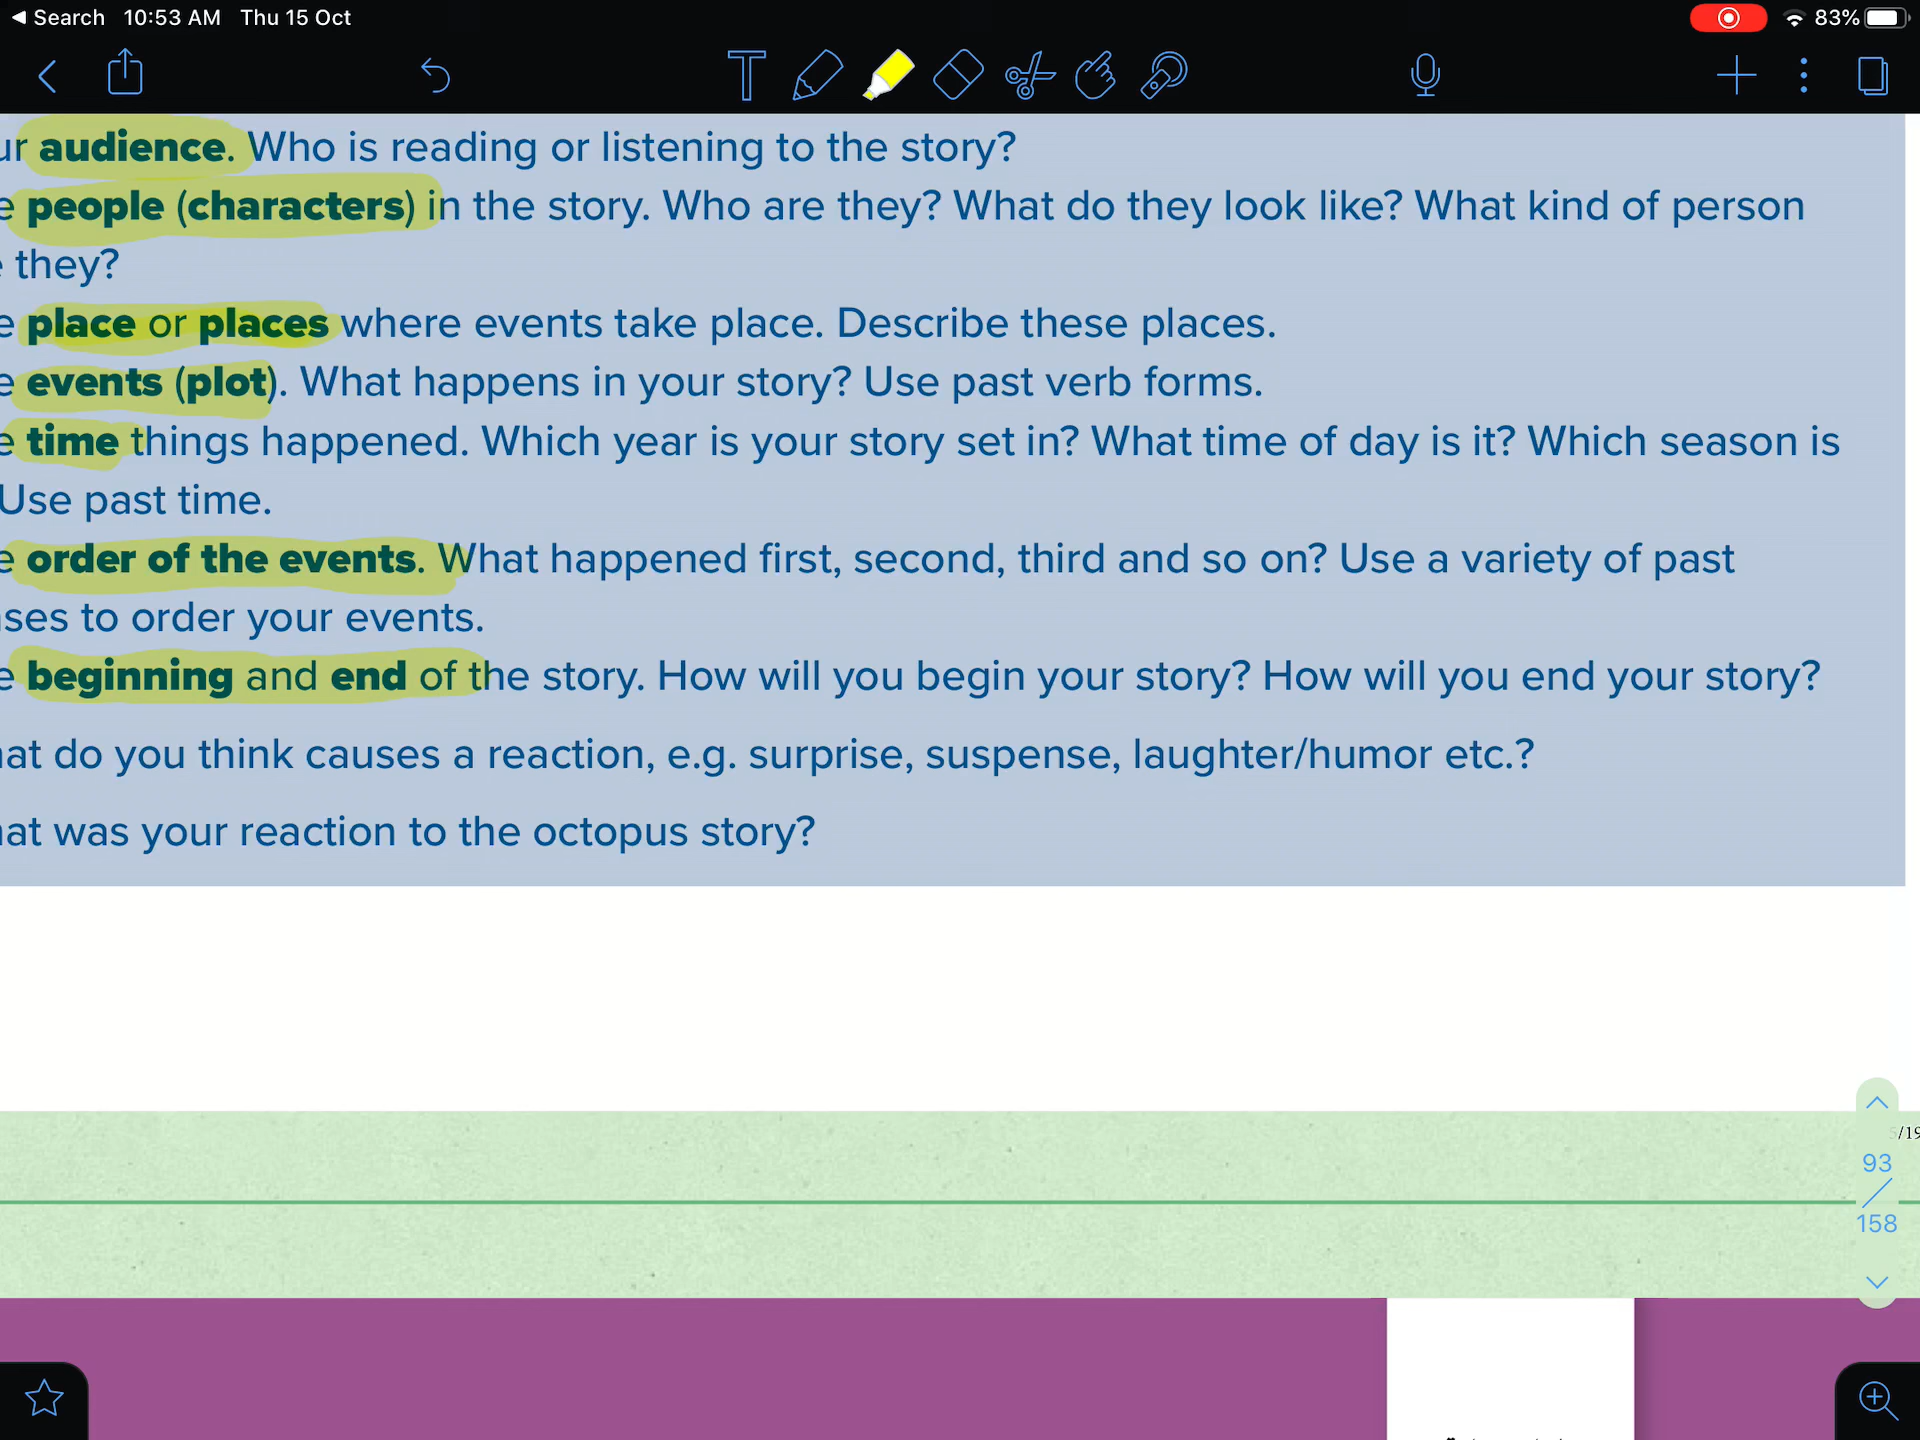 Search 10:53 AM Thu 15 Oct 83%
ur audience. Who is reading or listening to the story?
e people (characters) in the story. Who are they? What do they look like? What kind of person
e they?
e place or places where events take place. Describe these places.
e events (plot). What happens in your story? Use past verb forms.
e time things happened. Which year is your story set in? What time of day is it? Which season is
Use past time.
e order of the events. What happened first, second, third and so on? Use a variety of past
nses to order your events.
e beginning and end of the story. How will you begin your story? How will you end your story?
hat do you think causes a reaction, e.g. surprise, suspense, laughter/humor etc.?
hat was your reaction to the octopus story?
/19
93
158